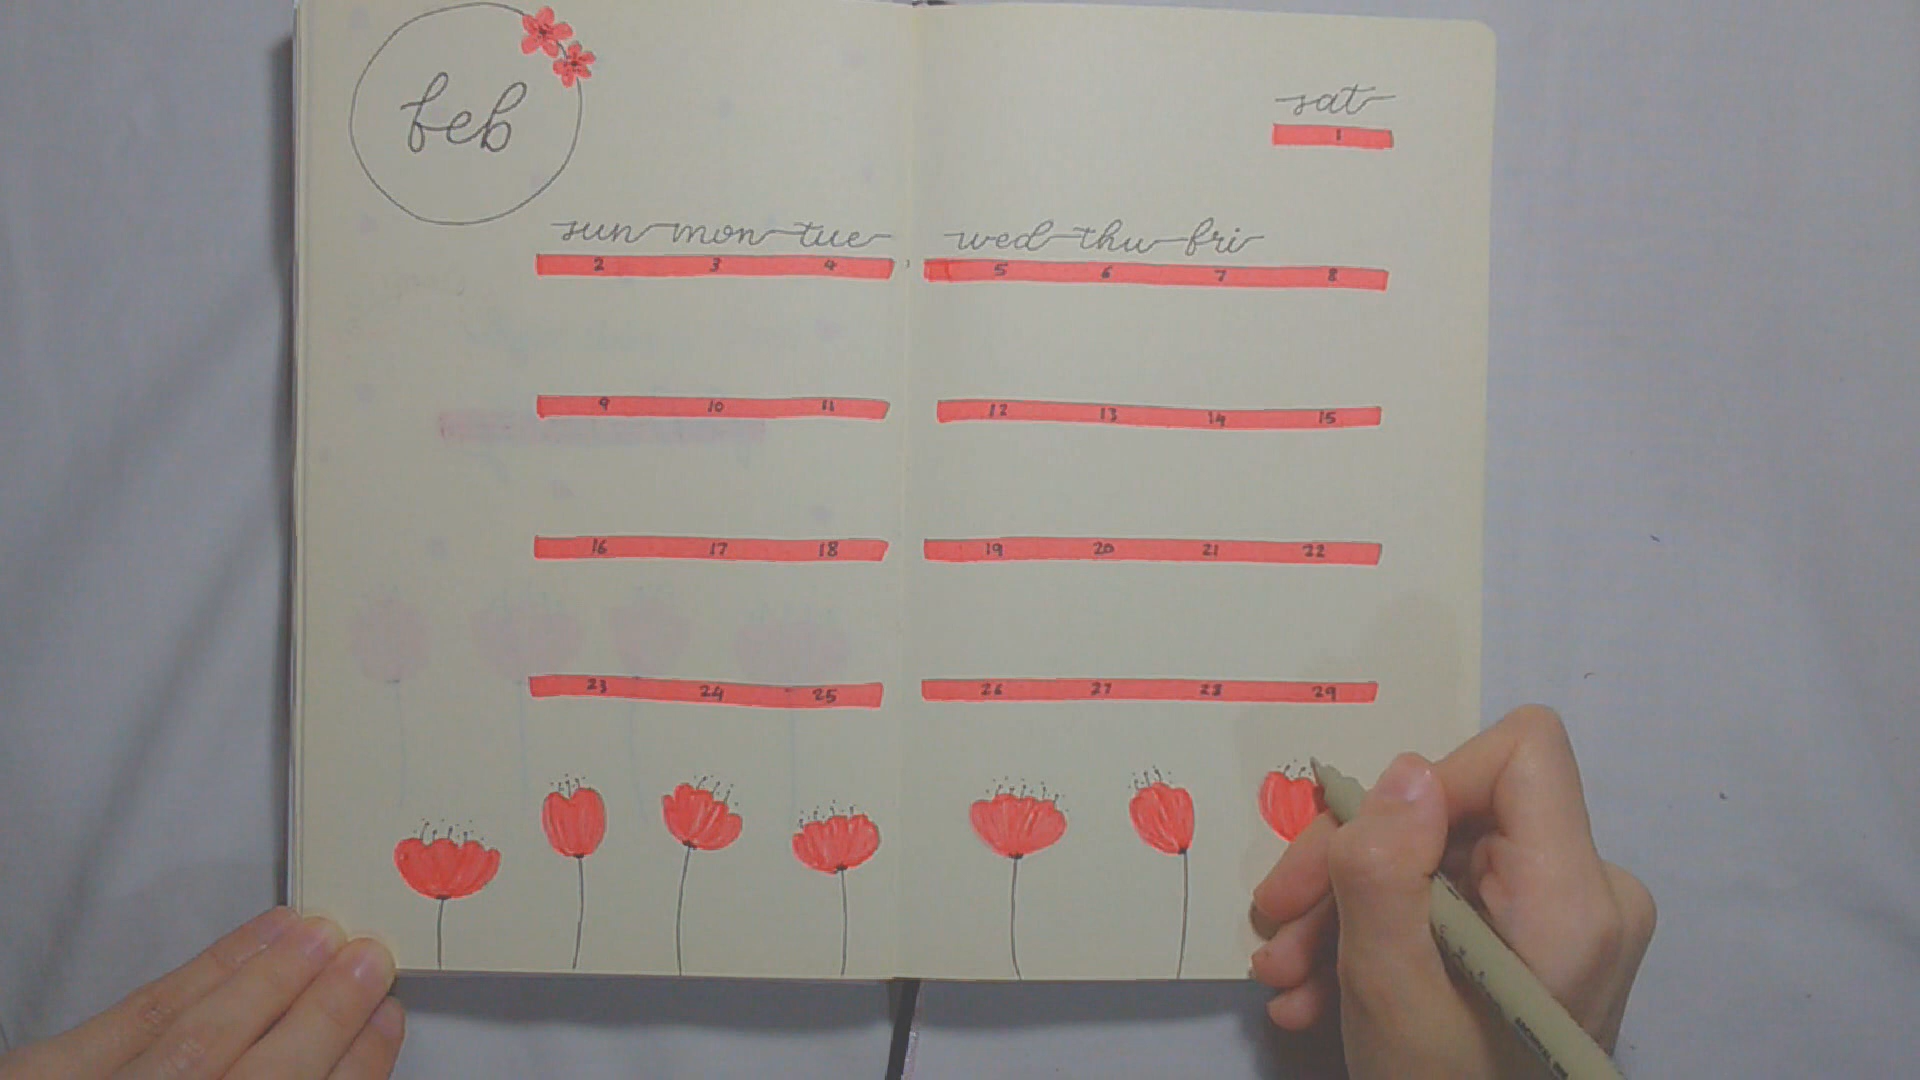 feb
sat
1
sun mon tue wed thu fri
2 3 4 5 6 7 8
9 10 11 12 13 14 15
16 17 18 19 20 21 22
23 24 25 26 27 28 29